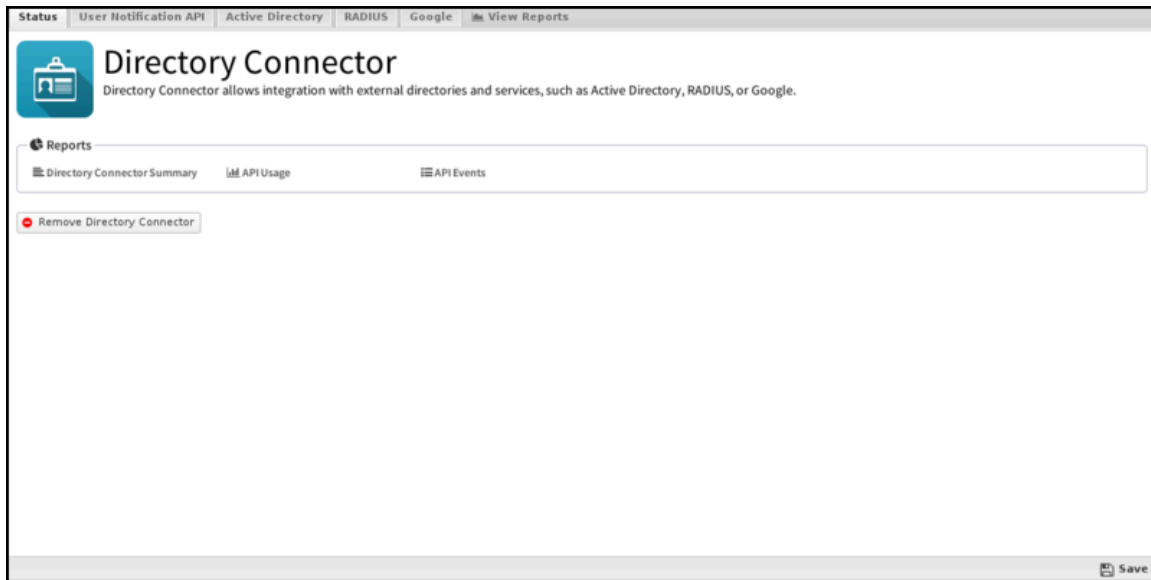 Status User Notification API Active Directory RADIUS Google View Reports
Directory Connector
Directory Connector allows integration with external directories and services, such as Active Directory, RADIUS, or Google.
Reports
Directory Connector Summary API Usage API Events
Remove Directory Connector
Save